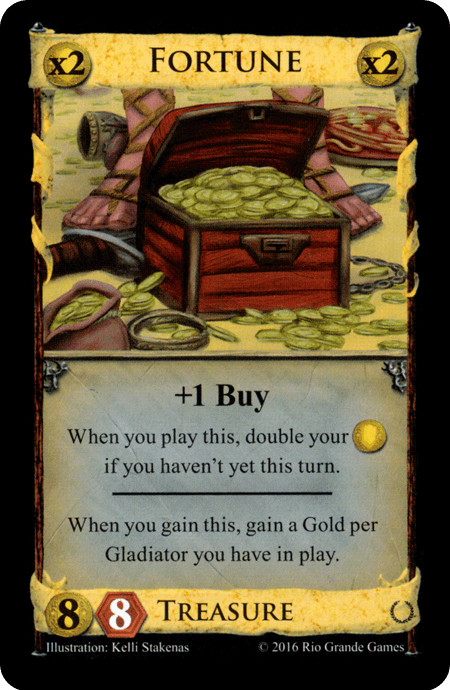 x2 FORTUNE x2
+1 Buy
When you play this, double your
if you haven't yet this turn.
When you gain this, gain a Gold per
Gladiator you have in play.
8 8 TREASURE
Illustration: Kelli Stakenas © 2016 Rio Grande Games